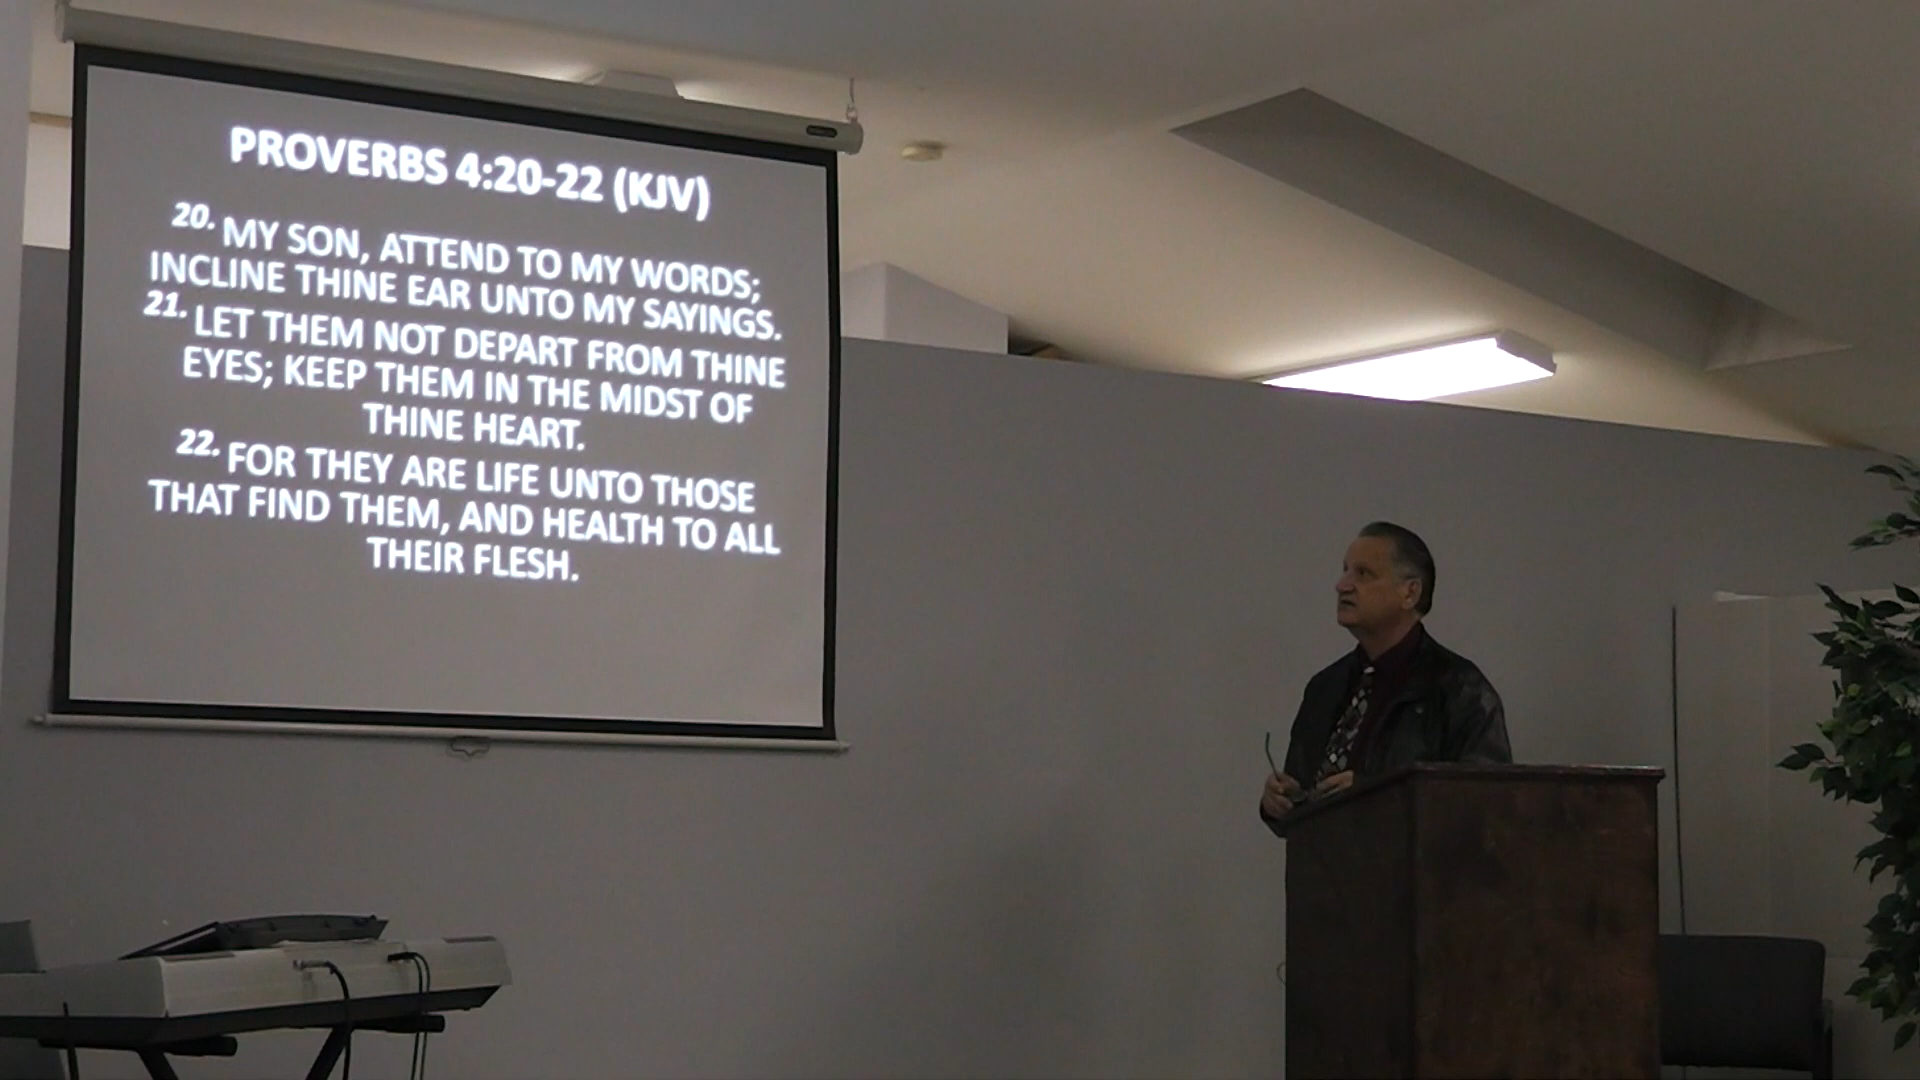 PROVERBS 4:20-22 (KJV)
20. MY SON, ATTEND TO MY WORDS;
INCLINE THINE EAR UNTO MY SAYINGS.
21. LET THEM NOT DEPART FROM THINE
EYES; KEEP THEM IN THE MIDST OF
THINE HEART.
22. FOR THEY ARE LIFE UNTO THOSE
THAT FIND THEM, AND HEALTH TO ALL
THEIR FLESH.